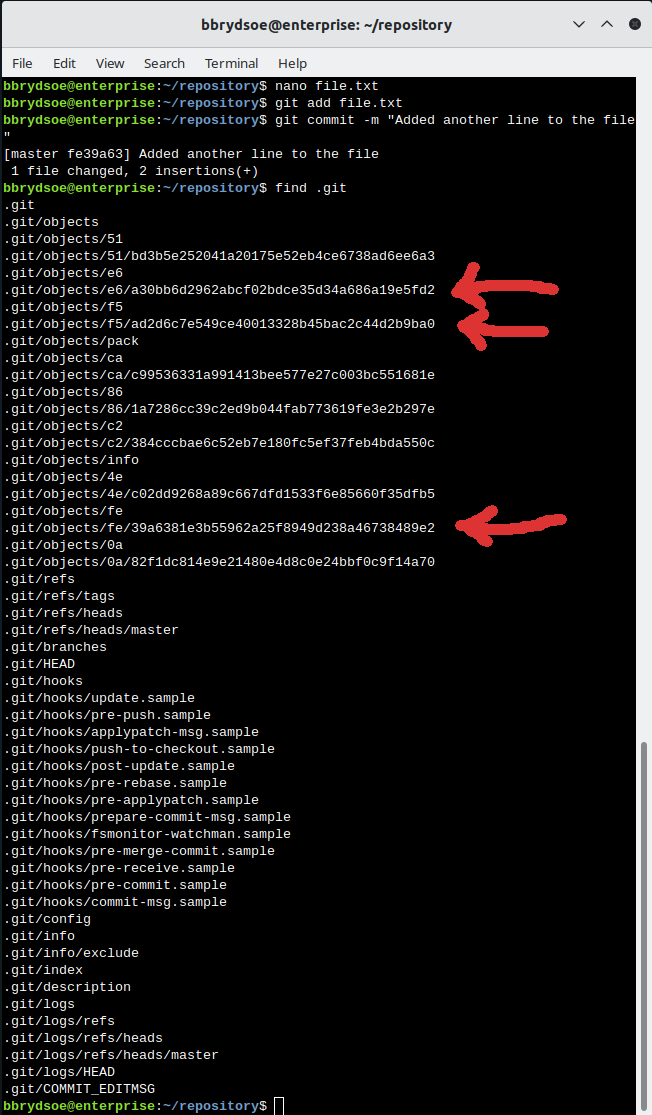 bbrydsoe@enterprise: ~/repository
File Edit View Search Terminal Help
bbrydsoe@enterprise:~/repository$ nano file.txt
bbrydsoe@enterprise:~/repository$ git add file.txt
bbrydsoe@enterprise:~/repository$ git commit -m "Added another line to the file
"
[master fe39a63] Added another line to the file
 1 file changed, 2 insertions(+)
bbrydsoe@enterprise:~/repository$ find .git
.git
.git/objects
.git/objects/51
.git/objects/51/bd3b5e252041a20175e52eb4ce6738ad6ee6a3
.git/objects/e6
.git/objects/e6/a30bb6d2962abcf02bdce35d34a686a19e5fd2
.git/objects/f5
.git/objects/f5/ad2d6c7e549ce40013328b45bac2c44d2b9ba0
.git/objects/pack
.git/objects/ca
.git/objects/ca/c99536331a991413bee577e27c003bc551681e
.git/objects/86
.git/objects/86/1a7286cc39c2ed9b044fab773619fe3e2b297e
.git/objects/c2
.git/objects/c2/384cccbae6c52eb7e180fc5ef37feb4bda550c
.git/objects/info
.git/objects/4e
.git/objects/4e/c02dd9268a89c667dfd1533f6e85660f35dfb5
.git/objects/fe
.git/objects/fe/39a6381e3b55962a25f8949d238a46738489e2
.git/objects/0a
.git/objects/0a/82f1dc814e9e21480e4d8c0e24bbf0c9f14a70
.git/refs
.git/refs/tags
.git/refs/heads
.git/refs/heads/master
.git/branches
.git/HEAD
.git/hooks
.git/hooks/update.sample
.git/hooks/pre-push.sample
.git/hooks/applypatch-msg.sample
.git/hooks/push-to-checkout.sample
.git/hooks/post-update.sample
.git/hooks/pre-rebase.sample
.git/hooks/pre-applypatch.sample
.git/hooks/prepare-commit-msg.sample
.git/hooks/fsmonitor-watchman.sample
.git/hooks/pre-merge-commit.sample
.git/hooks/pre-receive.sample
.git/hooks/pre-commit.sample
.git/hooks/commit-msg.sample
.git/config
.git/info
.git/info/exclude
.git/index
.git/description
.git/logs
.git/logs/refs
.git/logs/refs/heads
.git/logs/refs/heads/master
.git/logs/HEAD
.git/COMMIT_EDITMSG
bbrydsoe@enterprise:~/repository$